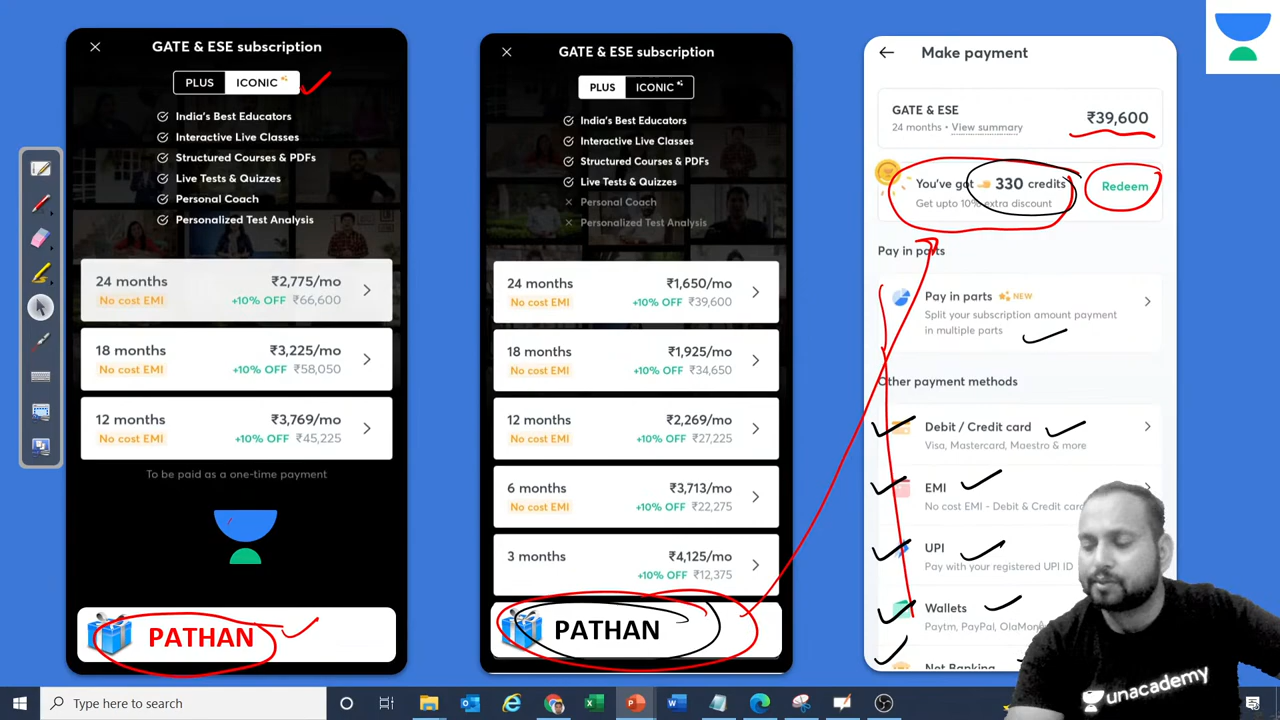 GATE & ESE subscription
PLUS ICONIC
India's Best Educators
Interactive Live Classes
Structured Courses & PDFs
Live Tests & Quizzes
Personal Coach
Personalized Test Analysis
24 months ₹2,775/mo
No cost EMI +10% OFF ₹66,600
18 months ₹3,225/mo
No cost EMI +10% OFF ₹58,050
12 months ₹3,769/mo
No cost EMI +10% OFF ₹45,225
To be paid as a one-time payment
PATHAN
GATE & ESE subscription
PLUS ICONIC
India's Best Educators
Interactive Live Classes
Structured Courses & PDFs
Live Tests & Quizzes
Personal Coach
Personalized Test Analysis
24 months ₹1,650/mo
No cost EMI +10% OFF ₹39,600
18 months ₹1,925/mo
No cost EMI +10% OFF ₹34,650
12 months ₹2,269/mo
No cost EMI +10% OFF ₹27,225
6 months ₹3,713/mo
No cost EMI +10% OFF ₹22,275
3 months ₹4,125/mo
+10% OFF ₹12,375
PATHAN
Make payment
GATE & ESE ₹39,600
24 months • View summary
You've got 330 credits Redeem
Get upto 10% extra discount
Pay in parts
Pay in parts NEW
Split your subscription amount payment
in multiple parts
Other payment methods
Debit / Credit card
Visa, Mastercard, Maestro & more
EMI
No cost EMI - Debit & Credit card
UPI
Pay with your registered UPI ID
Wallets
Paytm, PayPal,
Net Banking
unacademy
Type here to search